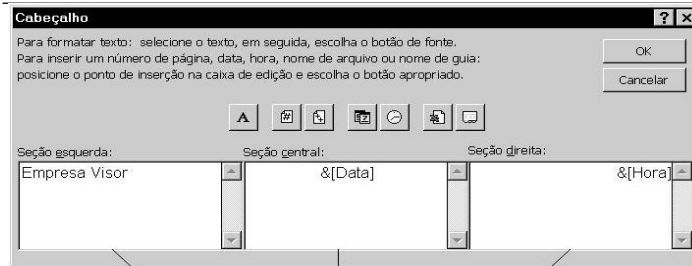 Cabeçalho
Para formatar texto: selecione o texto, em seguida, escolha o botão de fonte.
Para inserir um número de página, data, hora, nome de arquivo ou nome de guia:
posicione o ponto de inserção na caixa de edição e escolha o botão apropriado.
OK
Cancelar
A
Seção esquerda:
Seção central:
Seção direita:
Empresa Visor
&[Data]
&[Hora]